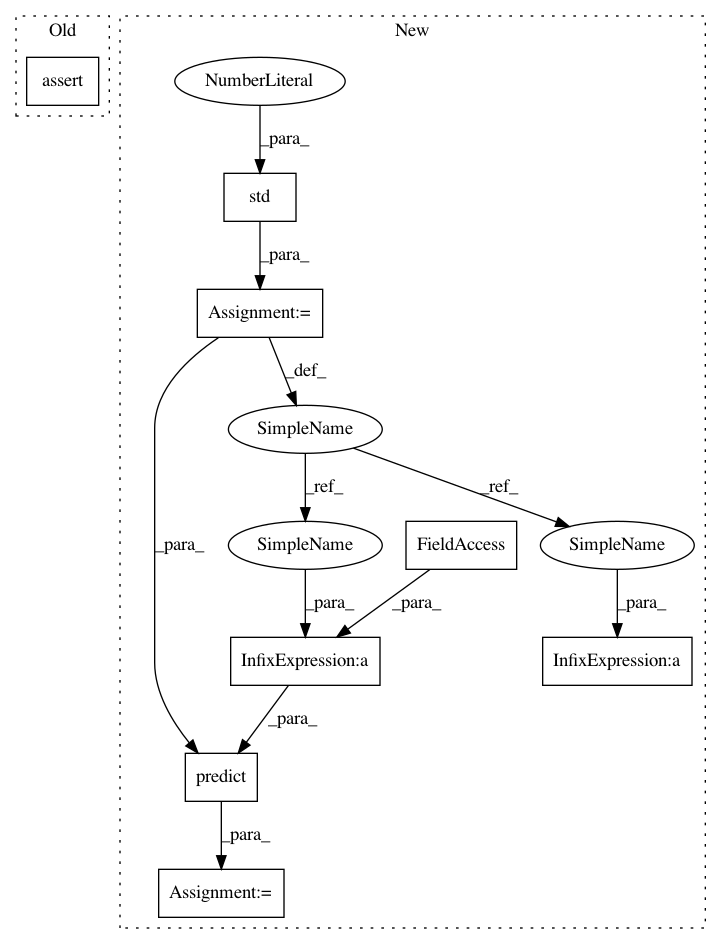 Old
New
assert
NumberLiteral
_para_
std
_para_
Assignment:=
_def_
SimpleName
_ref_
_ref_
_para_
SimpleName
FieldAccess
SimpleName
_para_
_para_
_para_
InfixExpression:a
InfixExpression:a
_para_
predict
_para_
Assignment:=